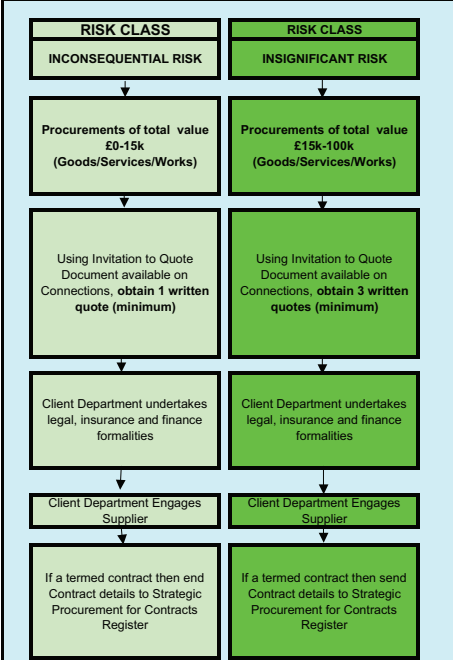 RISK CLASS
INCONSEQUENTIAL RISK
Procurements of total value
£0-15k
(Goods/Services/Works)
Using Invitation to Quote
Document available on
Connections, obtain 1 written
quote (minimum)
Client Department undertakes
legal, insurance and finance
formalities
Client Department Engages
Supplier
If a termed contract then end
Contract details to Strategic
Procurement for Contracts
Register
RISK CLASS
INSIGNIFICANT RISK
Procurements of total value
£15k-100k
(Goods/Services/Works)
Using Invitation to Quote
Document available on
Connections, obtain 3 written
quotes (minimum)
Client Department undertakes
legal, insurance and finance
formalities
Client Department Engages
Supplier
If a termed contract then send
Contract details to Strategic
Procurement for Contracts
Register